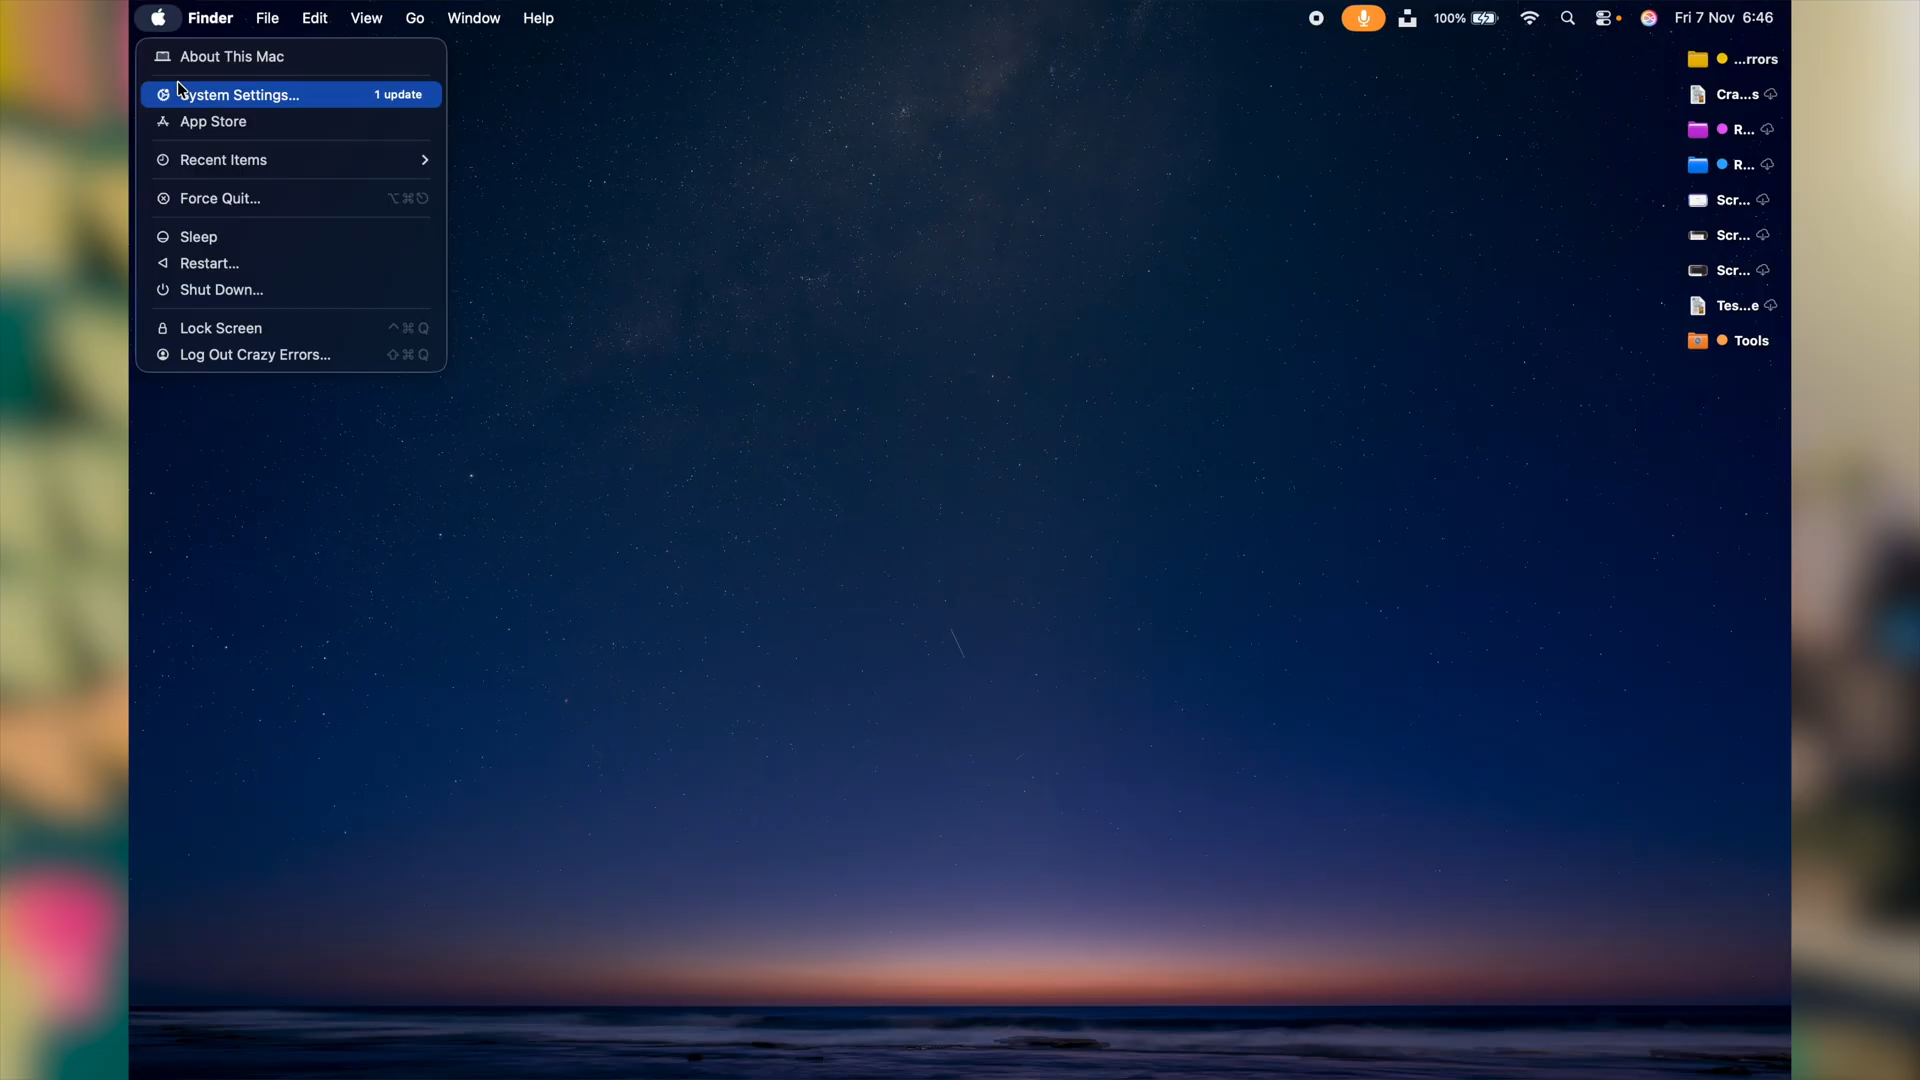 Finder File Edit View Go Window Help 100% Fri 7 Nov 6:46
About This Mac
System Settings... 1 update
App Store
Recent Items
Force Quit... ⌥⌘⎋
Sleep
Restart...
Shut Down...
Lock Screen ^⌘Q
Log Out Crazy Errors... ⇧⌘Q
...rrors
Cra...s
R...
R...
Scr...
Scr...
Scr...
Tes...e
Tools